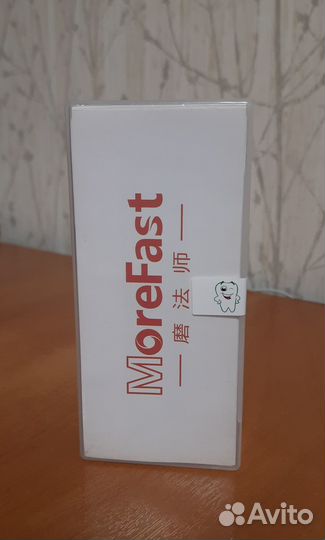 MoreFast
— 磨法师 —
Avito